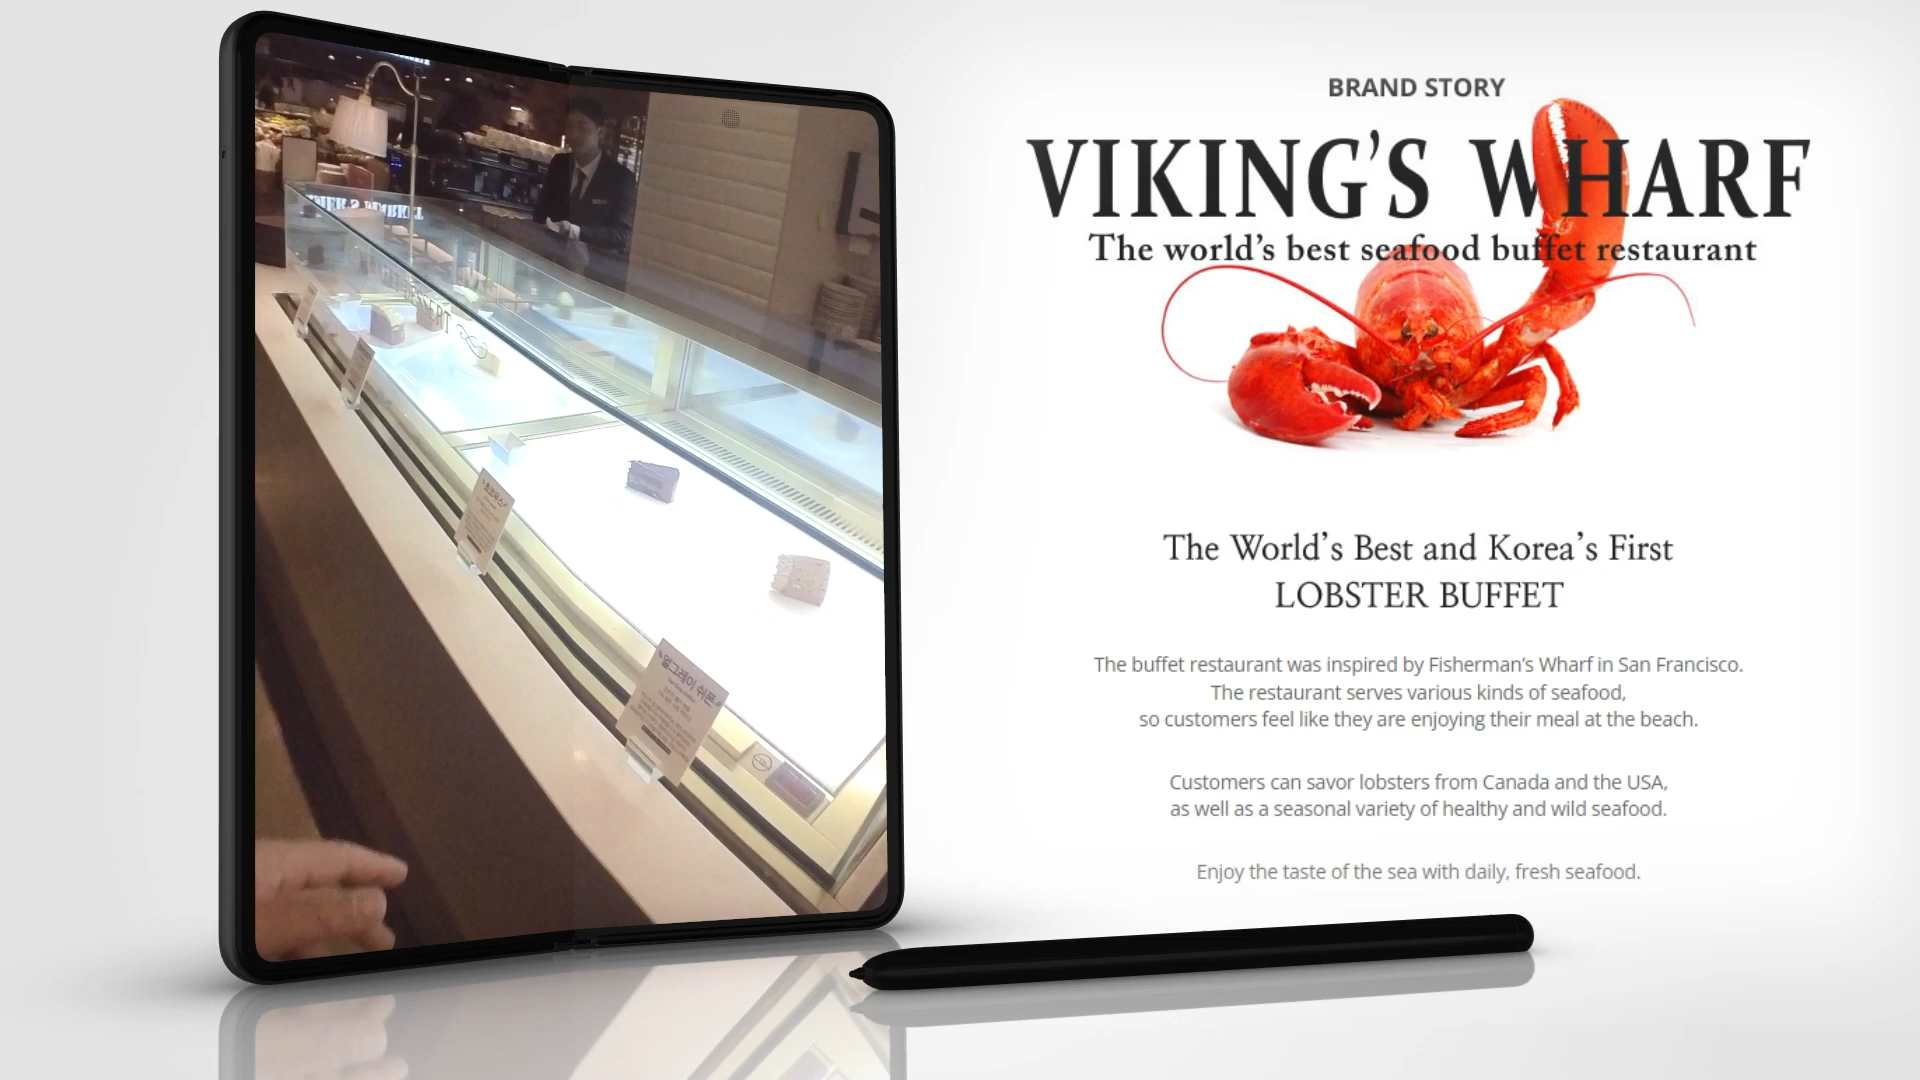 BRAND STORY
VIKING'S WHARF
The world's best seafood buffet restaurant
The World's Best and Korea's First
LOBSTER BUFFET
The buffet restaurant was inspired by Fisherman's Wharf in San Francisco.
The restaurant serves various kinds of seafood,
so customers feel like they are enjoying their meal at the beach.
Customers can savor lobsters from Canada and the USA,
as well as a seasonal variety of healthy and wild seafood.
Enjoy the taste of the sea with daily, fresh seafood.
얼그레이 쉬폰